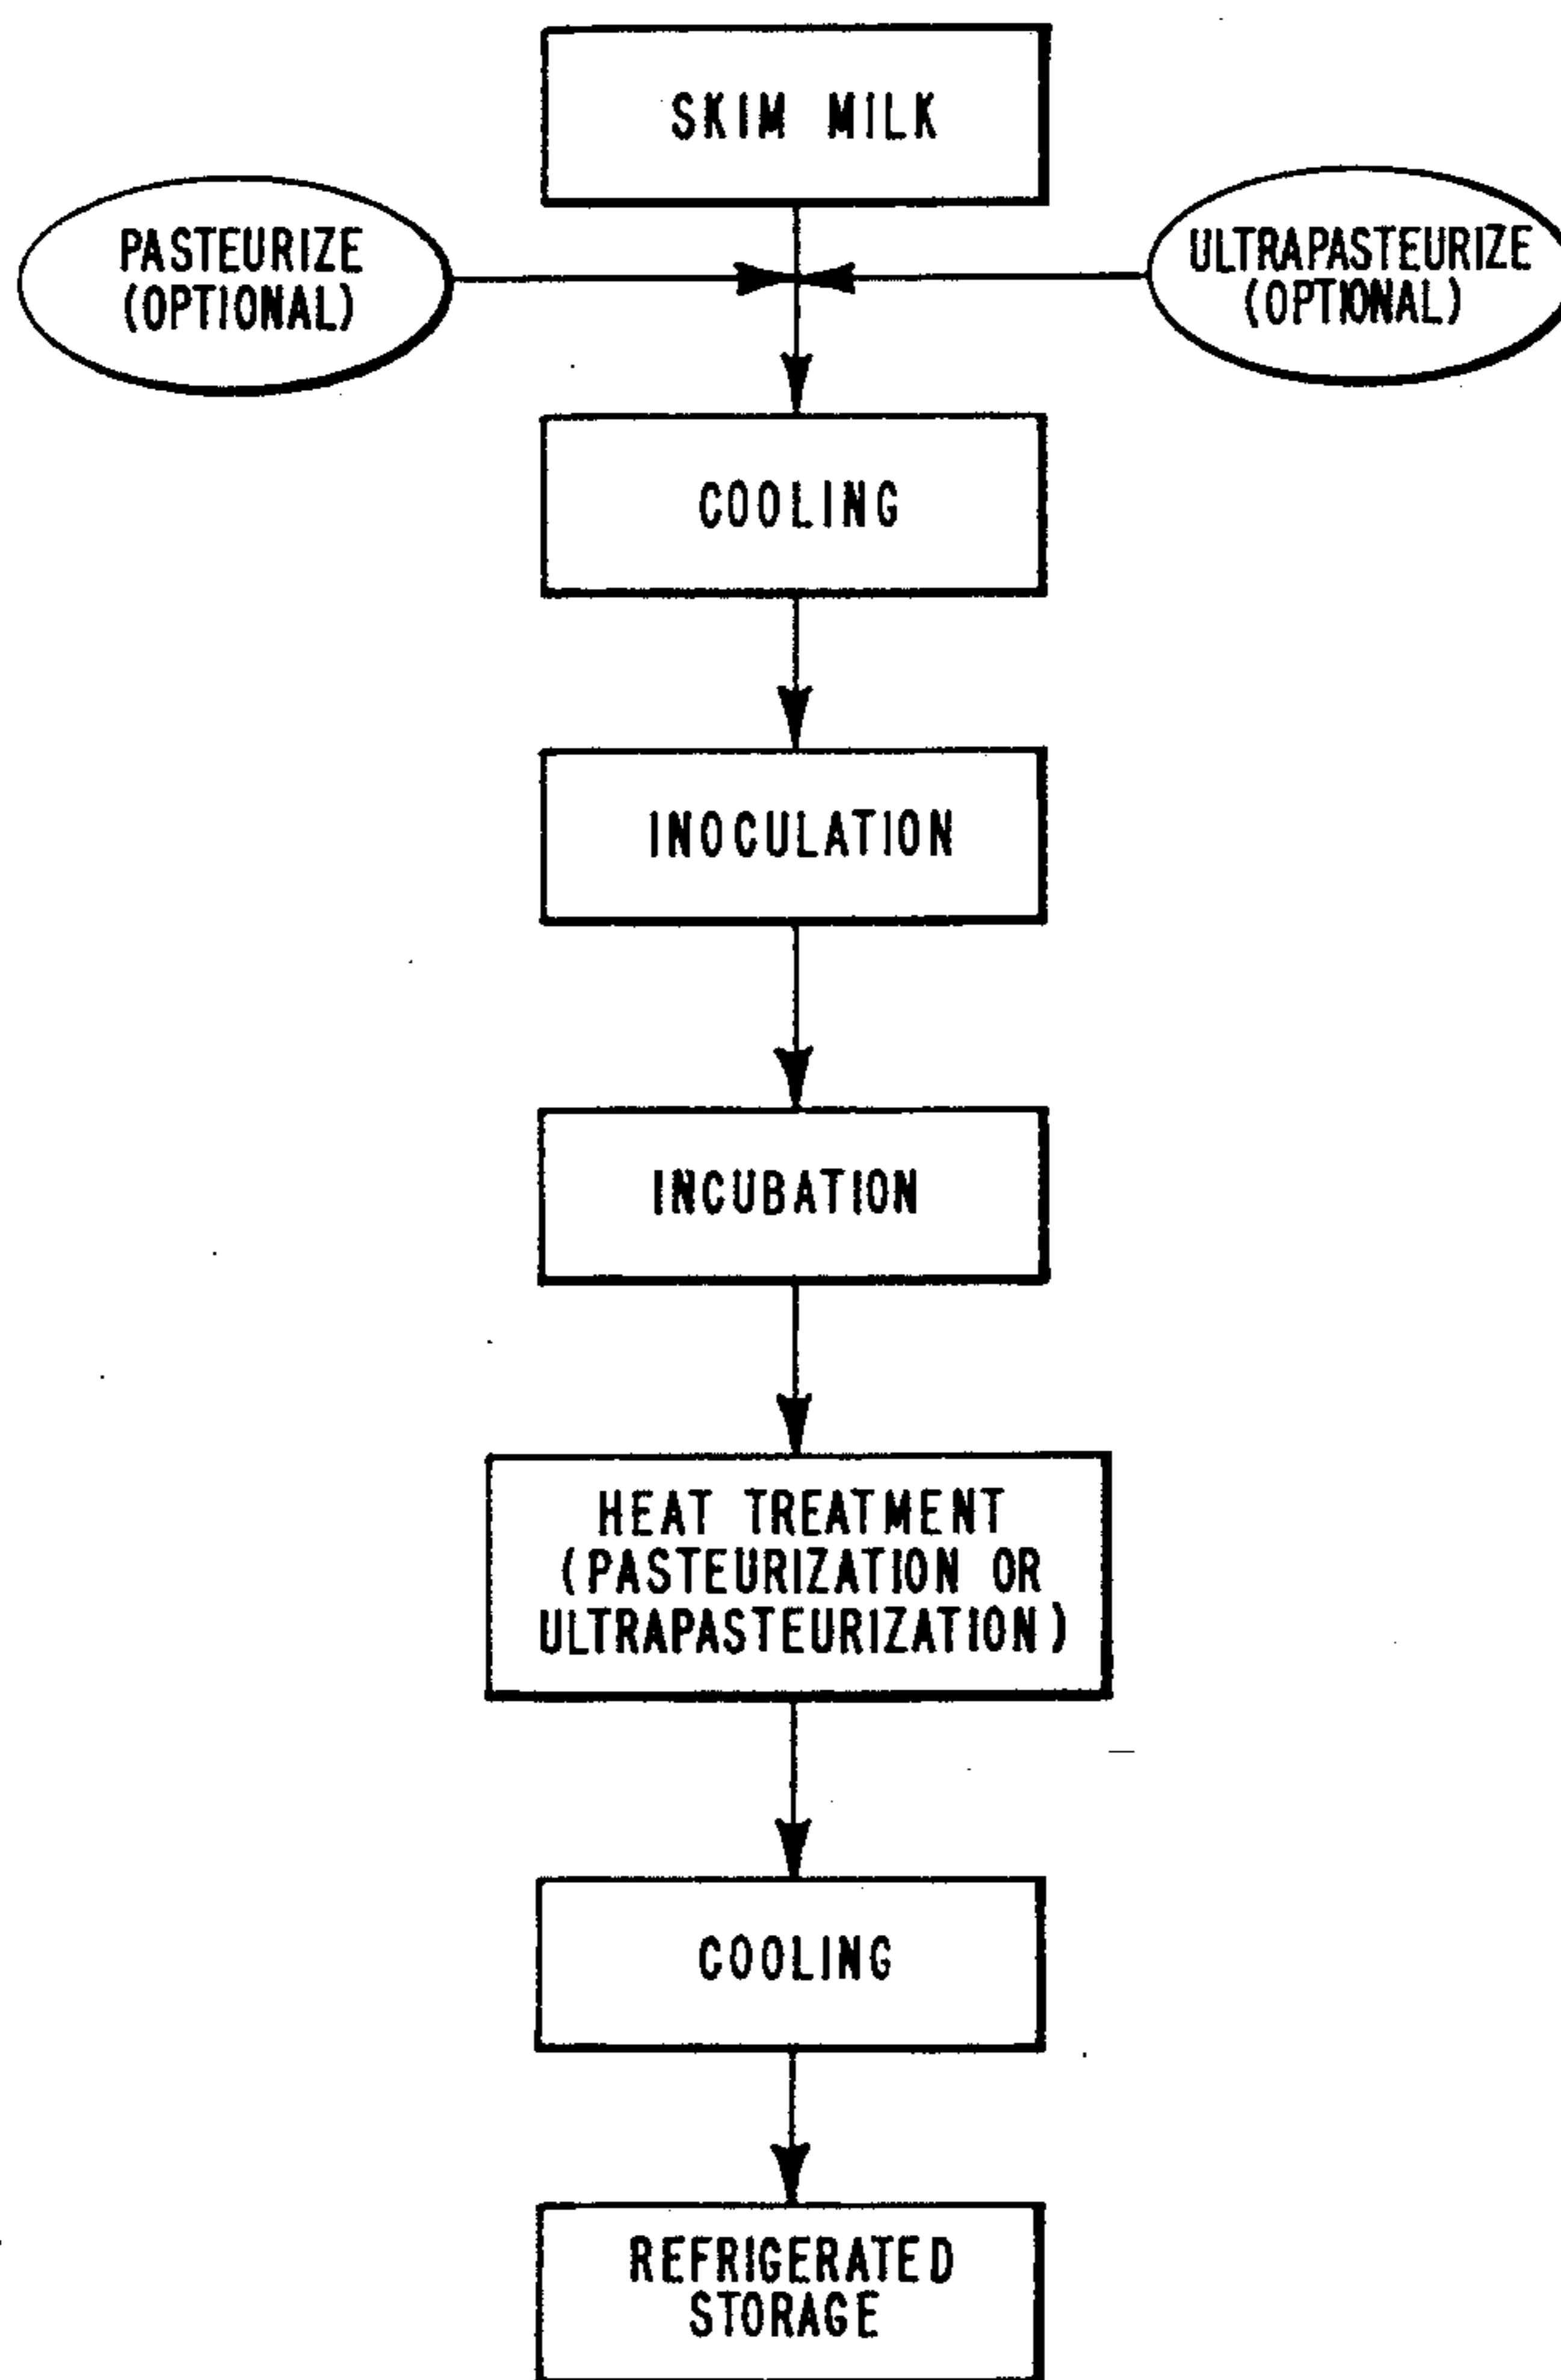 SKIM MILK
PASTEURIZE
(OPTIONAL)
ULTRAPASTEURIZE
(OPTIONAL)
COOLING
INOCULATION
INCUBATION
HEAT TREATMENT
(PASTEURIZATION OR
ULTRAPASTEURIZATION)
COOLING
REFRIGERATED
STORAGE